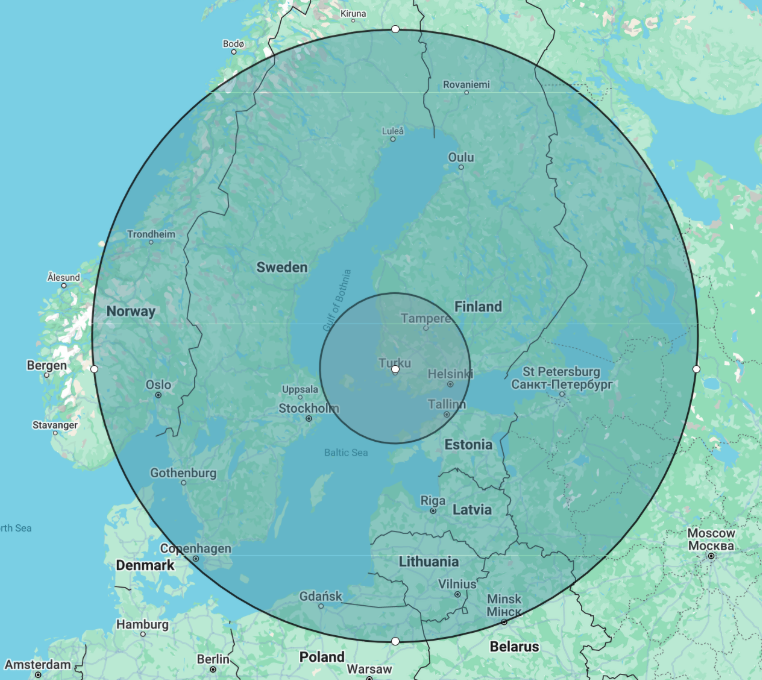 Kiruna
Bodø
Rovaniemi
Luleå
Oulu
Trondheim
Sweden
Ålesund
Gulf of Bothnia
Norway
Finland
Tampere
Bergen
Turku
Helsinki
St Petersburg
Санкт-Петербург
Oslo
Uppsala
Stockholm
Tallinn
Stavanger
Baltic Sea
Estonia
Gothenburg
Riga
Latvia
rth Sea
Moscow
Москва
Copenhagen
Denmark
Lithuania
Vilnius
Gdańsk
Minsk
Мінск
Hamburg
Belarus
Poland
Berlin
Warsaw
Amsterdam